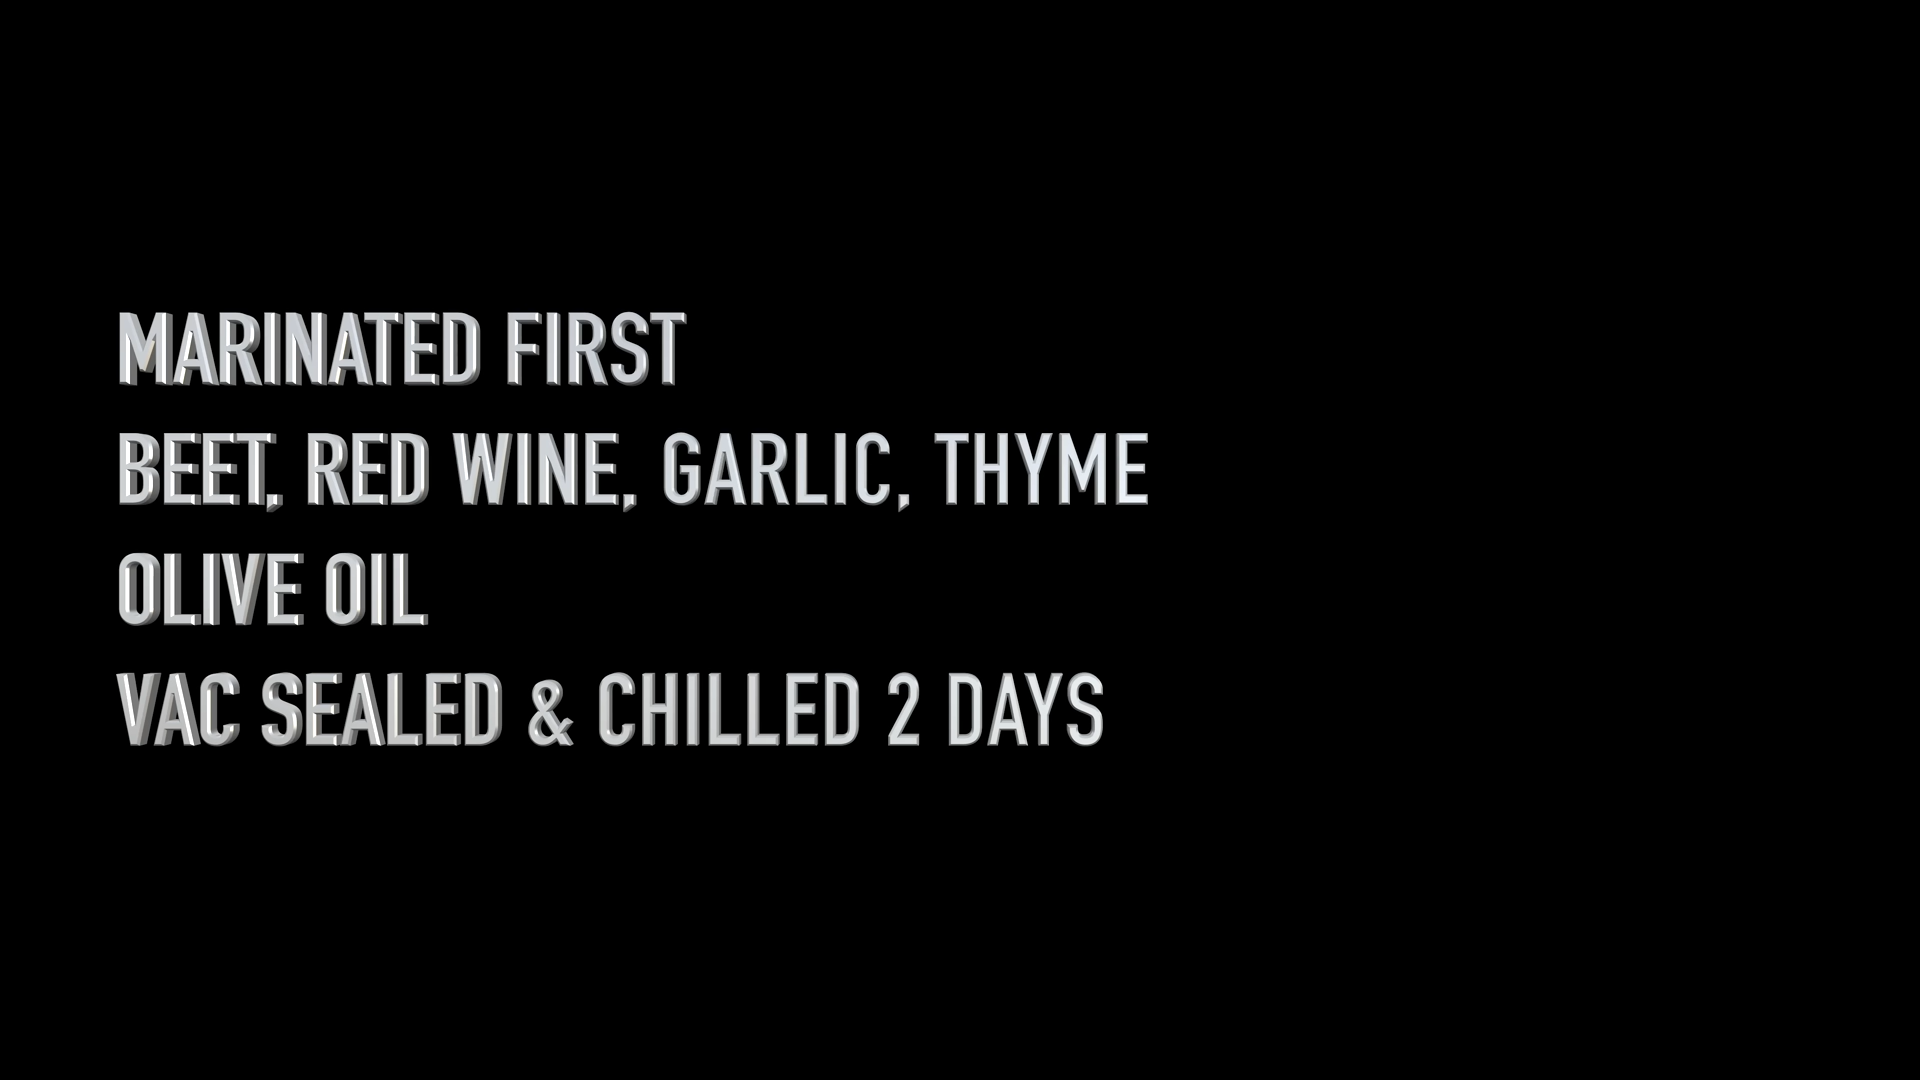 MARINATED FIRST
BEET, RED WINE, GARLIC, THYME
OLIVE OIL
VAC SEALED & CHILLED 2 DAYS